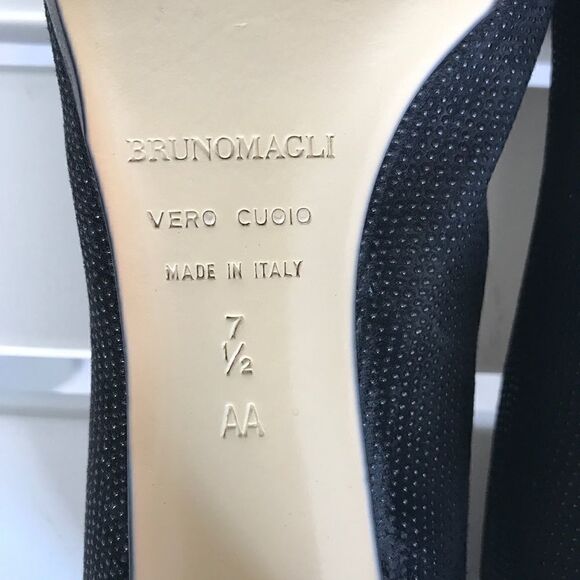 BRUNOMAGLI
VERO CUOIO
MADE IN ITALY
7
1/2
AA